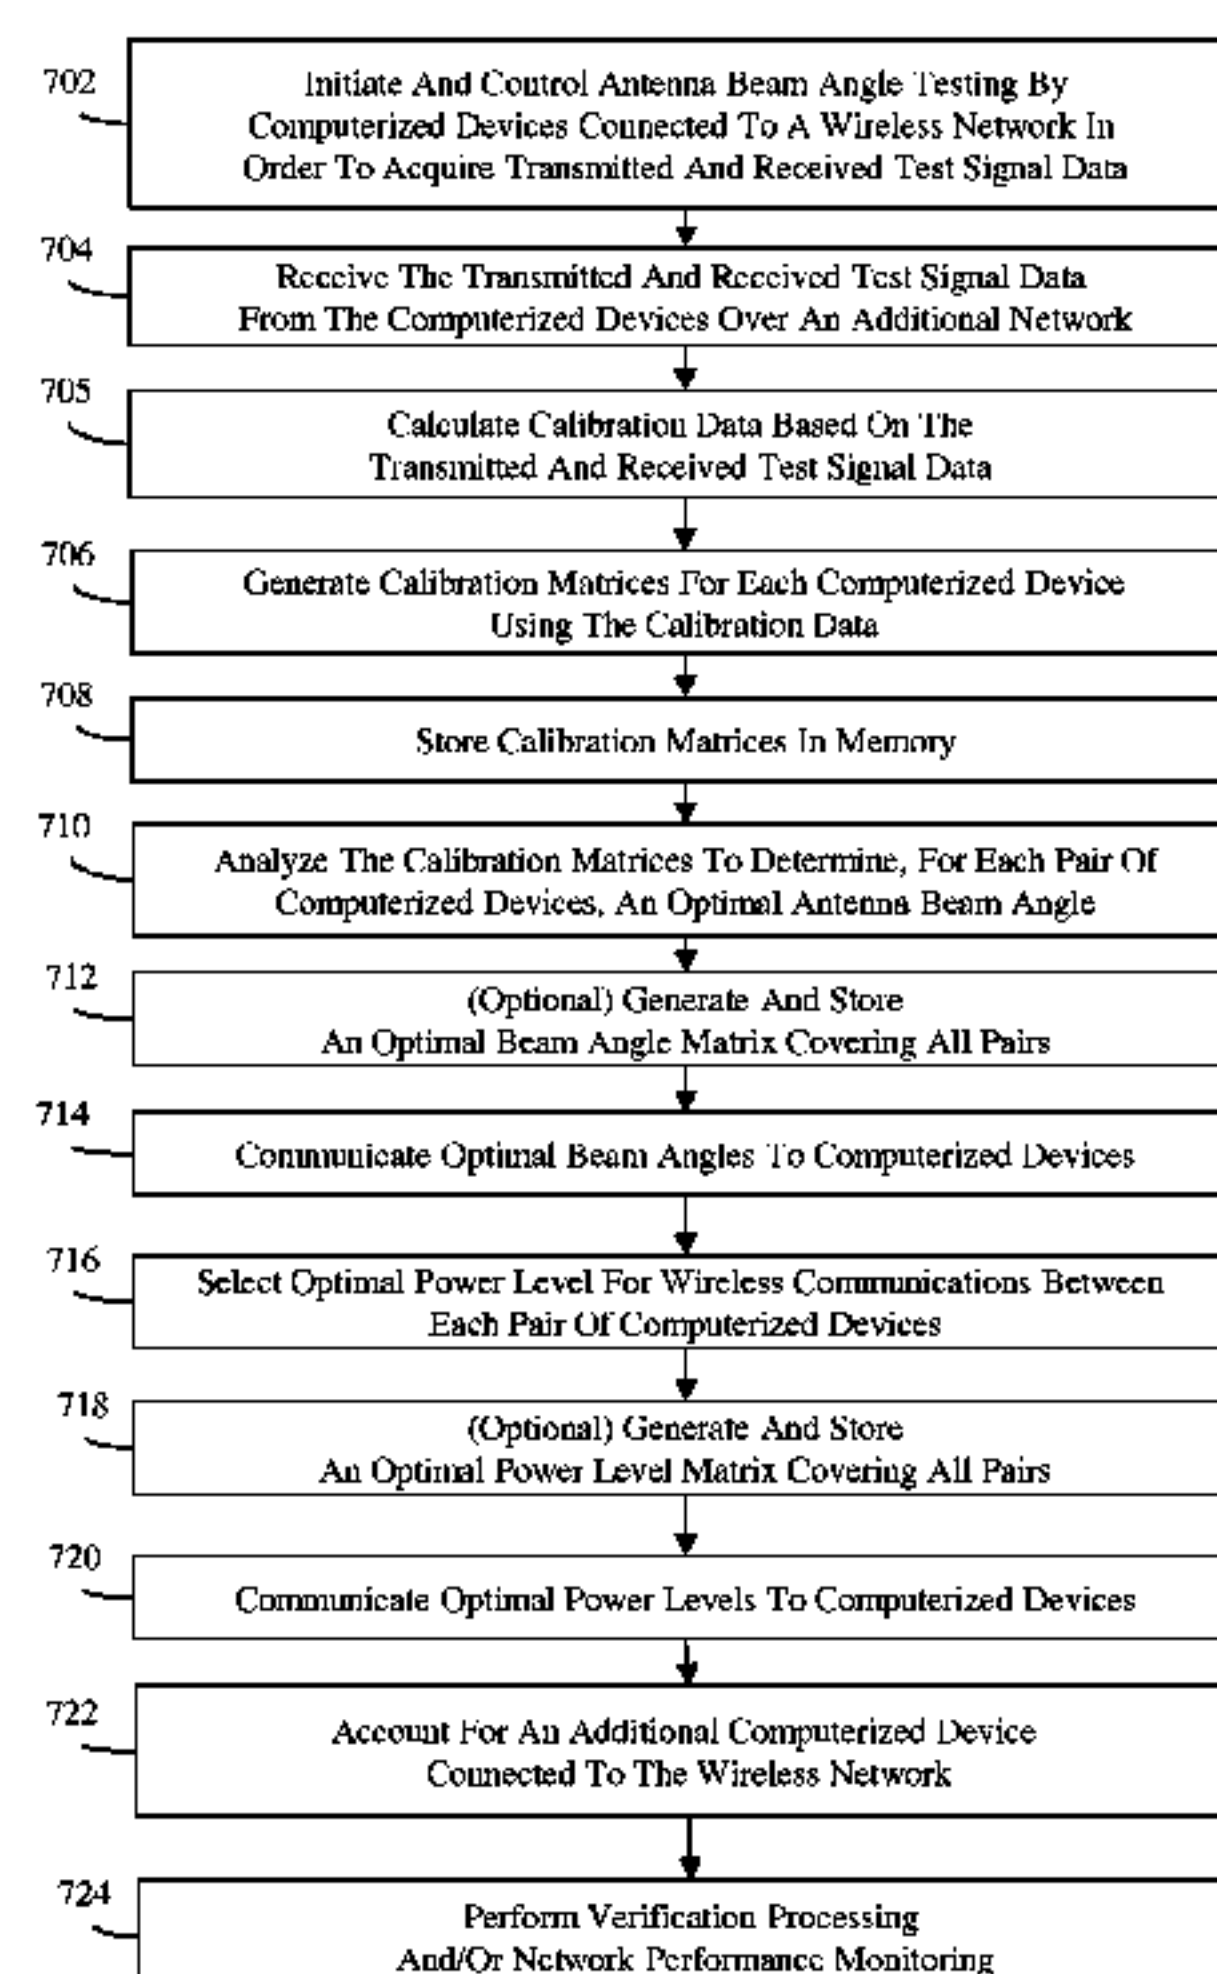 702
Initiate And Control Antenna Beam Angle Testing By
Computerized Devices Connected To A Wireless Network In
Order To Acquire Transmitted And Received Test Signal Data
704
Receive The Transmitted And Received Test Signal Data
From The Computerized Devices Over An Additional Network
705
Calculate Calibration Data Based On The
Transmitted And Received Test Signal Data
706
Generate Calibration Matrices For Each Computerized Device
Using The Calibration Data
708
Store Calibration Matrices In Memory
710
Analyze The Calibration Matrices To Determine, For Each Pair Of
Computerized Devices, An Optimal Antenna Beam Angle
712
(Optional) Generate And Store
An Optimal Beam Angle Matrix Covering All Pairs
714
Communicate Optimal Beam Angles To Computerized Devices
716
Select Optimal Power Level For Wireless Communications Between
Each Pair Of Computerized Devices
718
(Optional) Generate And Store
An Optimal Power Level Matrix Covering All Pairs
720
Communicate Optimal Power Levels To Computerized Devices
722
Account For An Additional Computerized Device
Connected To The Wireless Network
724
Perform Verification Processing
And/Or Network Performance Monitoring